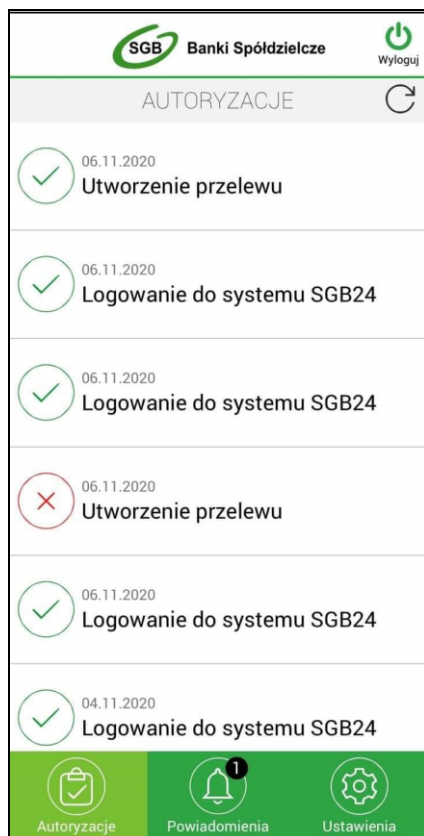 SGB Banki Spółdzielcze
Wyloguj
AUTORYZACJE
06.11.2020
Utworzenie przelewu
06.11.2020
Logowanie do systemu SGB24
06.11.2020
Logowanie do systemu SGB24
06.11.2020
Utworzenie przelewu
06.11.2020
Logowanie do systemu SGB24
04.11.2020
Logowanie do systemu SGB24
1
Autoryzacje Powiadomienia Ustawienia